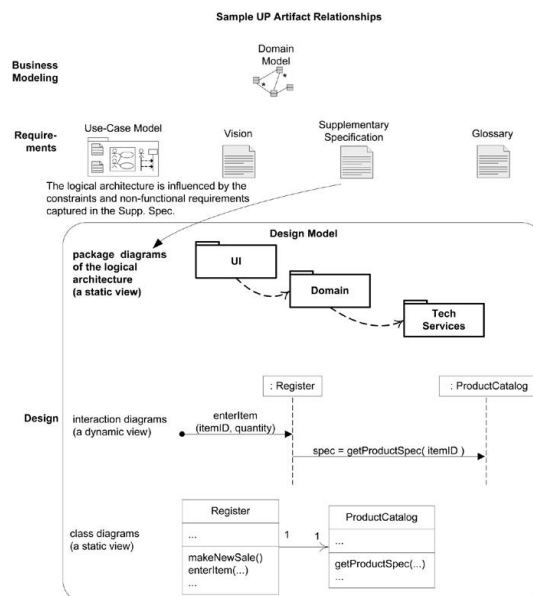 Sample UP Artifact Relationships
Domain
Model
Business
Modeling
*
*
Require-
ments
Use-Case Model
Vision
Supplementary
Specification
Glossary
The logical architecture is influenced by the
constraints and non-functional requirements
captured in the Supp. Spec.
Design Model
package diagrams
of the logical
architecture
(a static view)
UI
Domain
Tech
Services
: Register
: ProductCatalog
Design
interaction diagrams
(a dynamic view)
enterItem
(itemID, quantity)
spec = getProductSpec( itemID )
class diagrams
(a static view)
Register
...
makeNewSale()
enterItem(...)
...
1
1
ProductCatalog
...
getProductSpec(...)
...